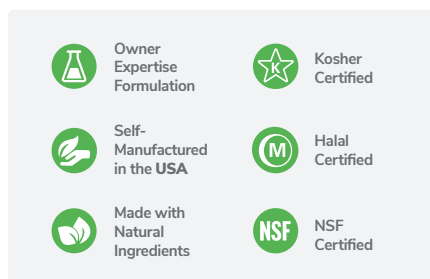 Owner
Expertise
Formulation
K
Kosher
Certified
Self-
Manufactured
in the USA
M
Halal
Certified
Made with
Natural
Ingredients
NSF
NSF
Certified